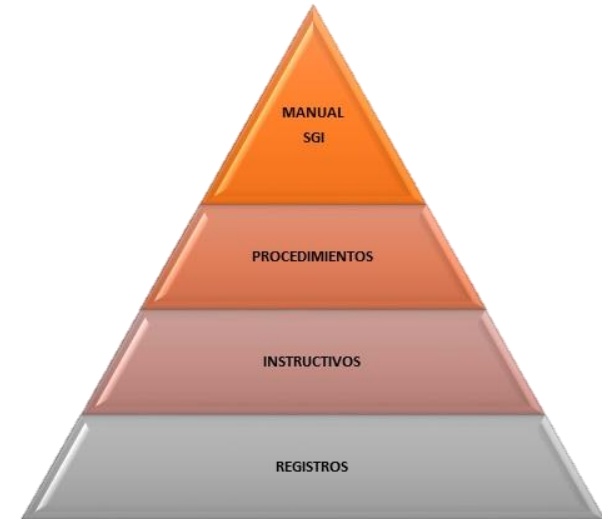 MANUAL
SGI
PROCEDIMIENTOS
INSTRUCTIVOS
REGISTROS